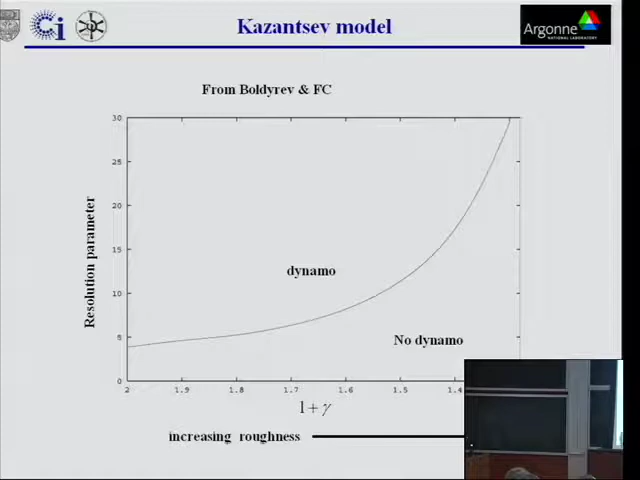 Ci
Kazantsev model
Argonne
NATIONAL LABORATORY
From Boldyrev & FC
30
25
20
15
10
5
0
Resolution parameter
dynamo
No dynamo
2 1.9 1.8 1.7 1.6 1.5 1.4
1 + γ
increasing roughness